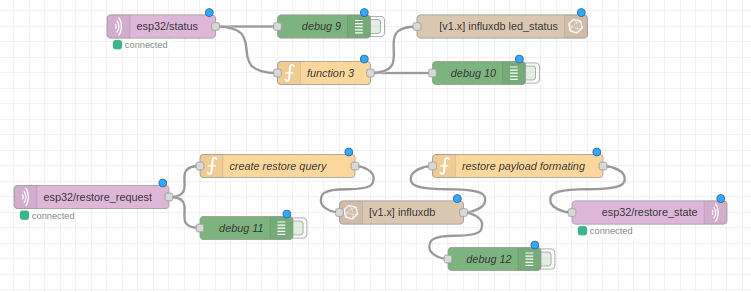 esp32/status
connected
debug 9
[v1.x] influxdb led_status
function 3
debug 10
create restore query
restore payload formating
esp32/restore_request
connected
[v1.x] influxdb
esp32/restore_state
connected
debug 11
debug 12